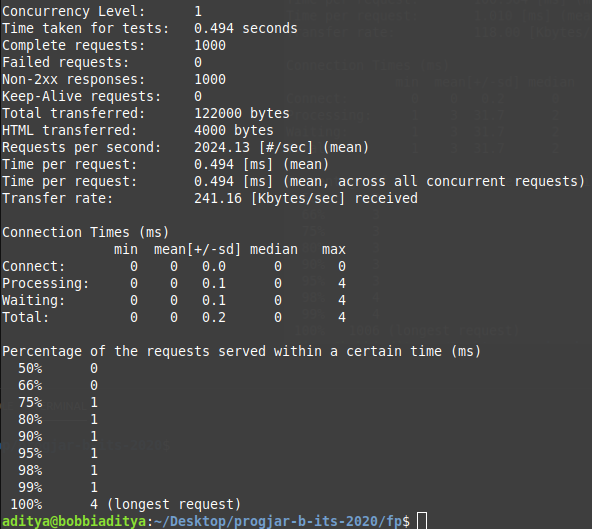 Concurrency Level:      1
Time taken for tests:   0.494 seconds
Complete requests:      1000
Failed requests:        0
Non-2xx responses:      1000
Keep-Alive requests:    0
Total transferred:      122000 bytes
HTML transferred:       4000 bytes
Requests per second:    2024.13 [#/sec] (mean)
Time per request:       0.494 [ms] (mean)
Time per request:       0.494 [ms] (mean, across all concurrent requests)
Transfer rate:          241.16 [Kbytes/sec] received
Connection Times (ms)
              min  mean[+/-sd] median   max
Connect:        0    0   0.0      0       0
Processing:     0    0   0.1      0       4
Waiting:        0    0   0.1      0       4
Total:          0    0   0.2      0       4
Percentage of the requests served within a certain time (ms)
  50%      0
  66%      0
  75%      1
  80%      1
  90%      1
  95%      1
  98%      1
  99%      1
 100%      4 (longest request)
aditya@bobbiaditya:~/Desktop/progjar-b-its-2020/fp$